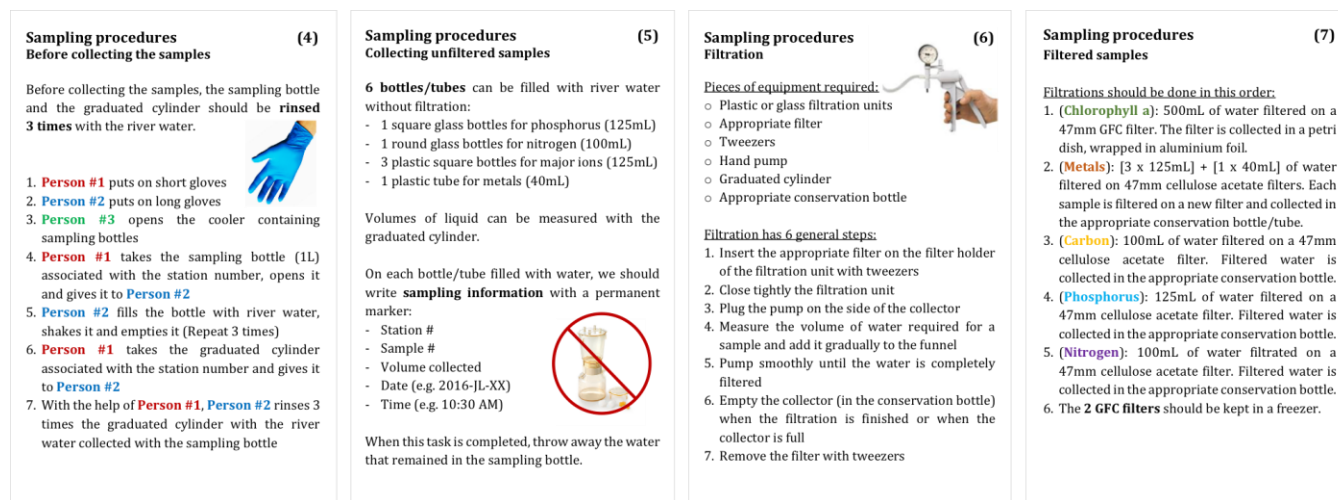 Sampling procedures (4)
Before collecting the samples
Before collecting the samples, the sampling bottle
and the graduated cylinder should be rinsed
3 times with the river water.
1. Person #1 puts on short gloves
2. Person #2 puts on long gloves
3. Person #3 opens the cooler containing
sampling bottles
4. Person #1 takes the sampling bottle (1L)
associated with the station number, opens it
and gives it to Person #2
5. Person #2 fills the bottle with river water,
shakes it and empties it (Repeat 3 times)
6. Person #1 takes the graduated cylinder
associated with the station number and gives it
to Person #2
7. With the help of Person #1, Person #2 rinses 3
times the graduated cylinder with the river
water collected with the sampling bottle
Sampling procedures (5)
Collecting unfiltered samples
6 bottles/tubes can be filled with river water
without filtration:
- 1 square glass bottles for phosphorus (125mL)
- 1 round glass bottles for nitrogen (100mL)
- 3 plastic square bottles for major ions (125mL)
- 1 plastic tube for metals (40mL)
Volumes of liquid can be measured with the
graduated cylinder.
On each bottle/tube filled with water, we should
write sampling information with a permanent
marker:
- Station #
- Sample #
- Volume collected
- Date (e.g. 2016-JL-XX)
- Time (e.g. 10:30 AM)
When this task is completed, throw away the water
that remained in the sampling bottle.
Sampling procedures (6)
Filtration
Pieces of equipment required:
o Plastic or glass filtration units
o Appropriate filter
o Tweezers
o Hand pump
o Graduated cylinder
o Appropriate conservation bottle
Filtration has 6 general steps:
1. Insert the appropriate filter on the filter holder
of the filtration unit with tweezers
2. Close tightly the filtration unit
3. Plug the pump on the side of the collector
4. Measure the volume of water required for a
sample and add it gradually to the funnel
5. Pump smoothly until the water is completely
filtered
6. Empty the collector (in the conservation bottle)
when the filtration is finished or when the
collector is full
7. Remove the filter with tweezers
Sampling procedures (7)
Filtered samples
Filtrations should be done in this order:
1. (Chlorophyll a): 500mL of water filtered on a
47mm GFC filter. The filter is collected in a petri
dish, wrapped in aluminium foil.
2. (Metals): [3 x 125mL] + [1 x 40mL] of water
filtered on 47mm cellulose acetate filters. Each
sample is filtered on a new filter and collected in
the appropriate conservation bottle/tube.
3. (Carbon): 100mL of water filtered on a 47mm
cellulose acetate filter. Filtered water is
collected in the appropriate conservation bottle.
4. (Phosphorus): 125mL of water filtered on a
47mm cellulose acetate filter. Filtered water is
collected in the appropriate conservation bottle.
5. (Nitrogen): 100mL of water filtrated on a
47mm cellulose acetate filter. Filtered water is
collected in the appropriate conservation bottle.
6. The 2 GFC filters should be kept in a freezer.